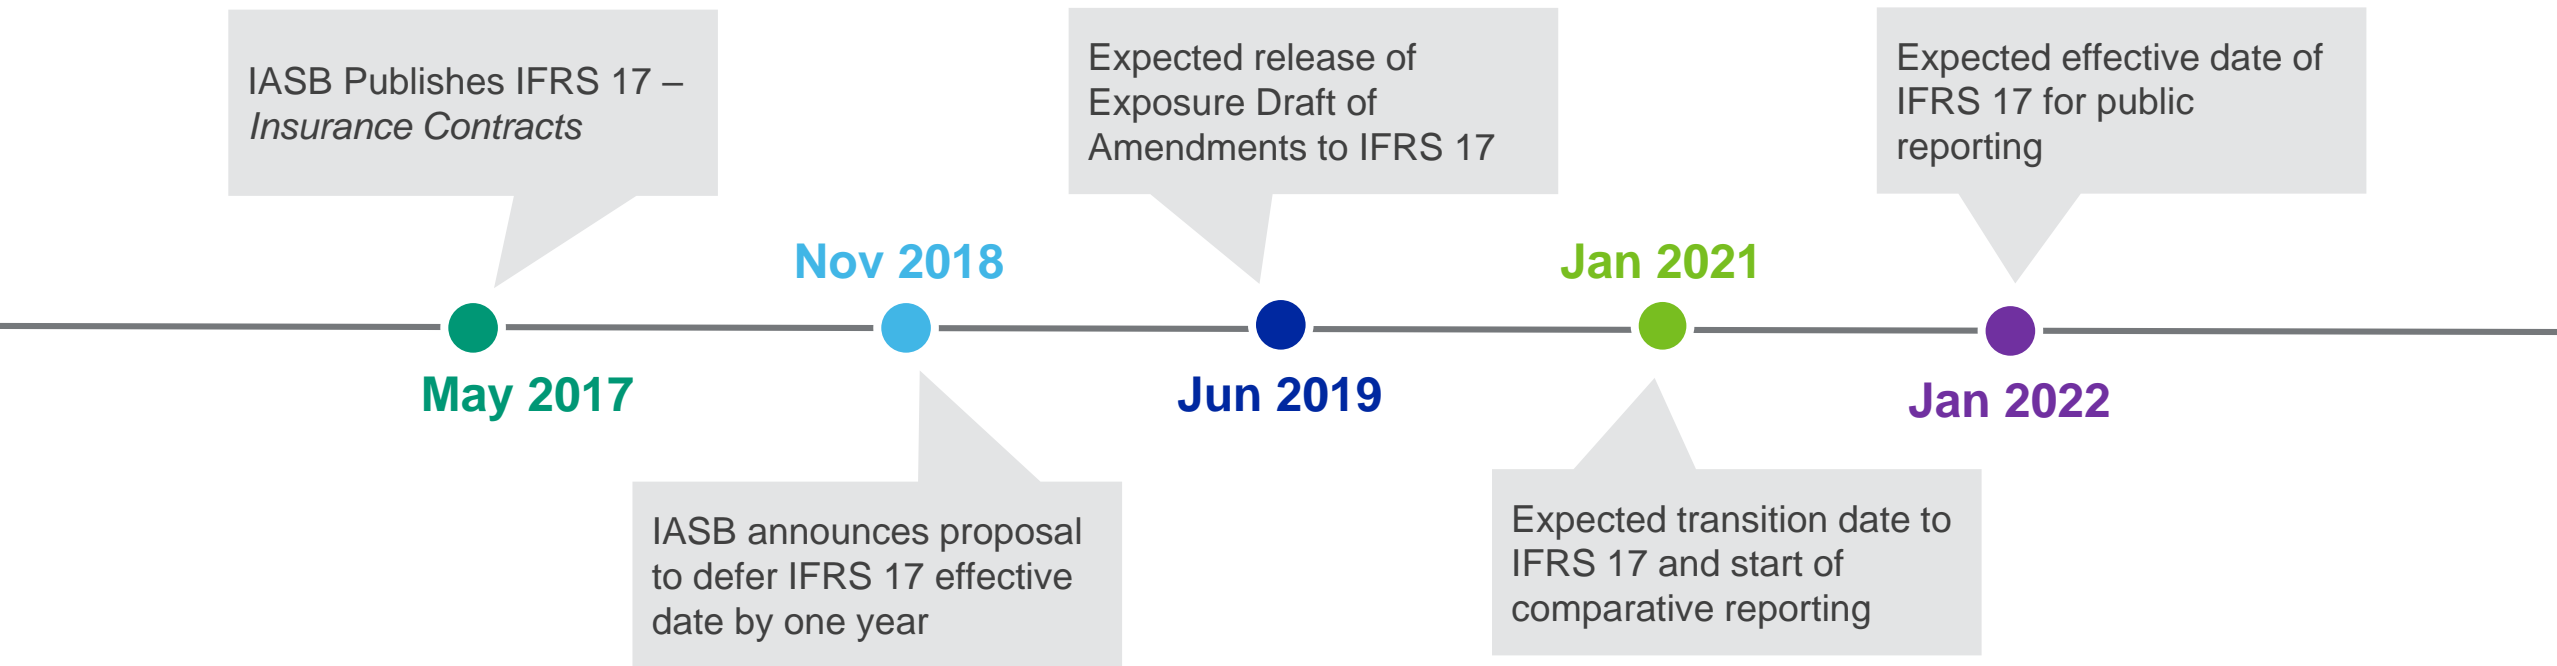 IASB Publishes IFRS 17 –
Insurance Contracts
May 2017
Nov 2018
IASB announces proposal
to defer IFRS 17 effective
date by one year
Expected release of
Exposure Draft of
Amendments to IFRS 17
Jun 2019
Jan 2021
Expected transition date to
IFRS 17 and start of
comparative reporting
Expected effective date of
IFRS 17 for public
reporting
Jan 2022